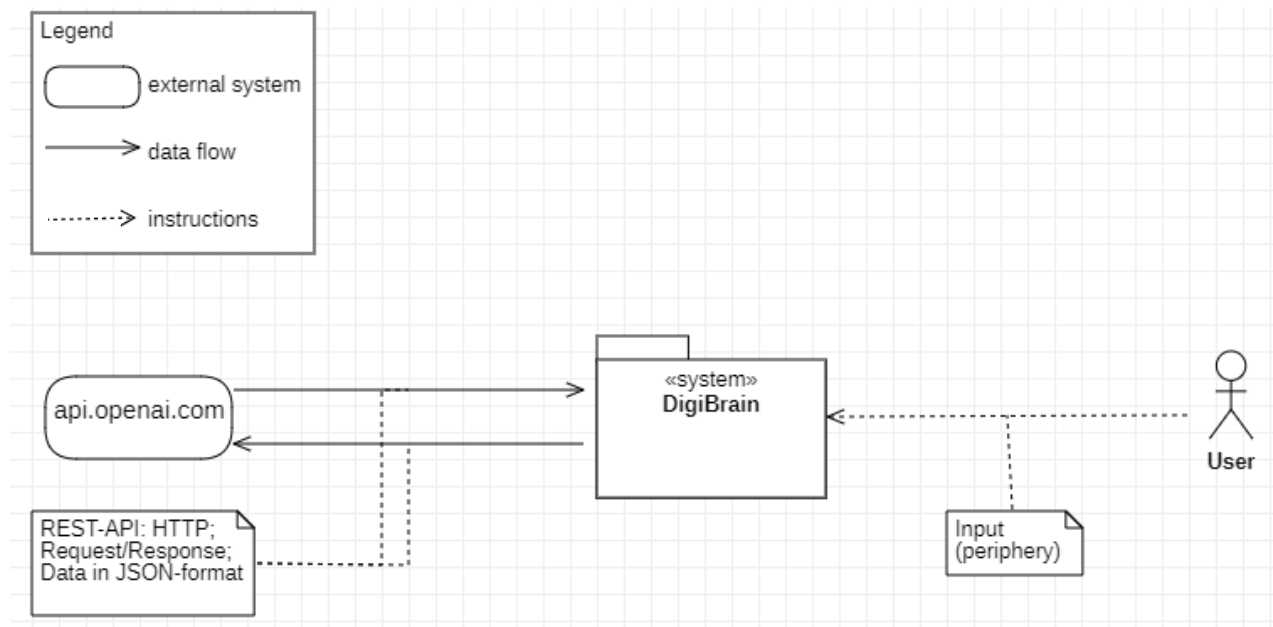 Legend
external system
data flow
instructions
«system»
DigiBrain
api.openai.com
User
REST-API: HTTP;
Request/Response;
Data in JSON-format
Input
(periphery)